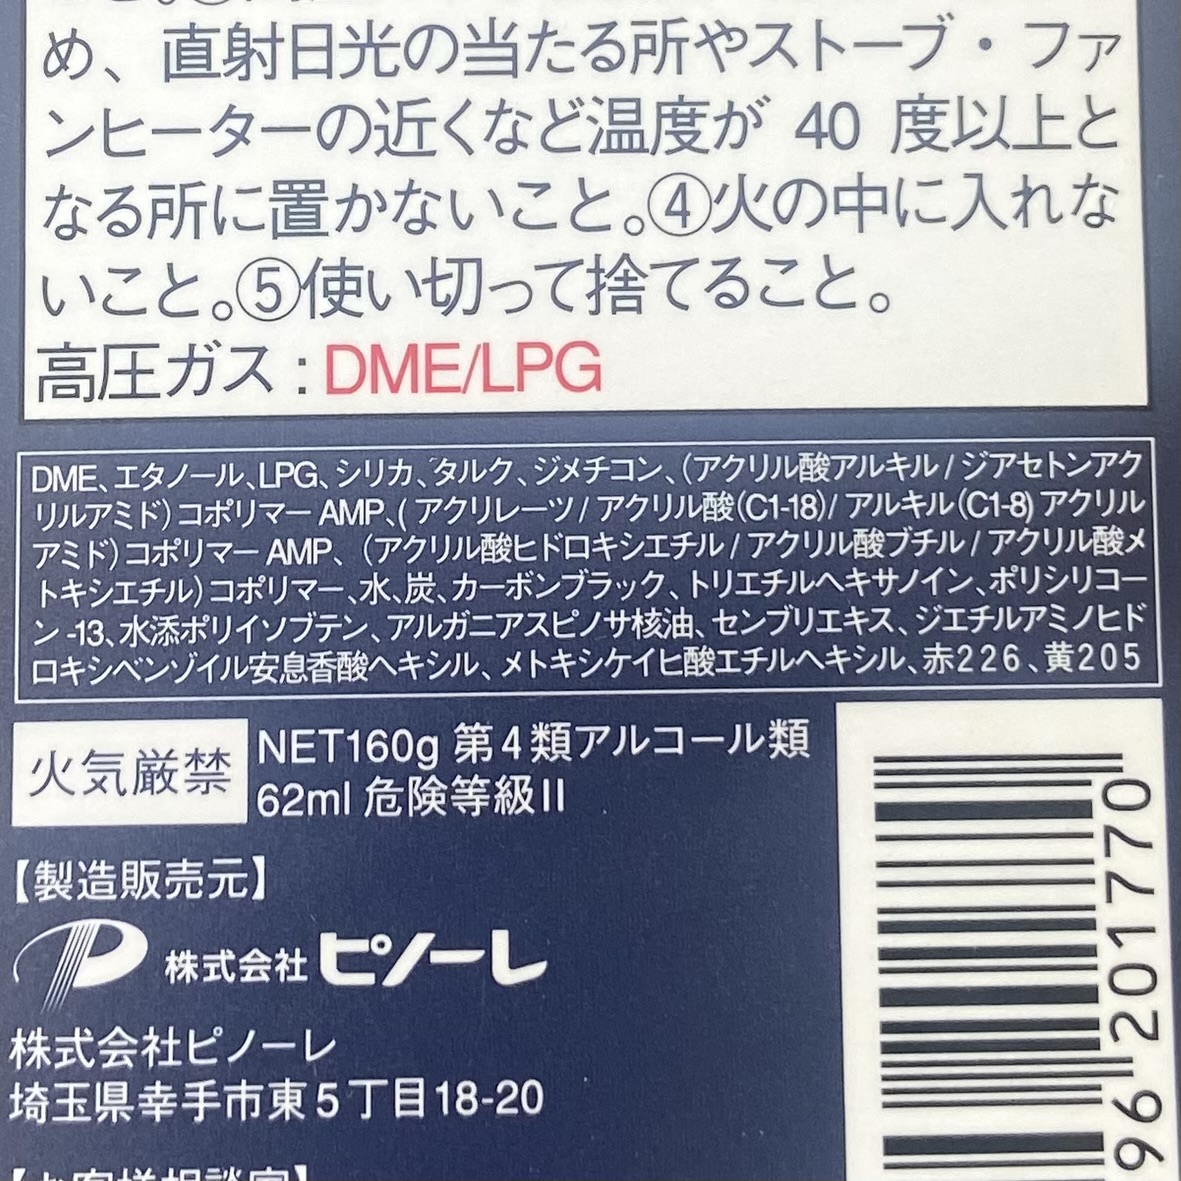 め、直射日光の当たる所やストーブ・ファ
ンヒーターの近くなど温度が 40 度以上と
なる所に置かないこと。④火の中に入れな
いこと。⑤使い切って捨てること。
高圧ガス:DME/LPG
DME、エタノール、LPG、シリカ、タルク、ジメチコン、(アクリル酸アルキル/ジアセトンアク
リルアミド)コポリマーAMP、(アクリレーツ/アクリル酸(C1-18)/アルキル(C1-8)アクリル
アミド)コポリマーAMP、(アクリル酸ヒドロキシエチル/アクリル酸ブチル/アクリル酸メ
トキシエチル)コポリマー、水、炭、カーボンブラック、トリエチルヘキサノイン、ポリシリコー
ン-13、水添ポリイソブテン、アルガニアスピノサ核油、センブリエキス、ジエチルアミノヒド
ロキシベンゾイル安息香酸ヘキシル、メトキシケイヒ酸エチルヘキシル、赤226、黄205
火気厳禁
NET160g 第4類アルコール類
62ml 危険等級II
【製造販売元】
株式会社ピノーレ
株式会社ピノーレ
埼玉県幸手市東5丁目18-20
96 201770